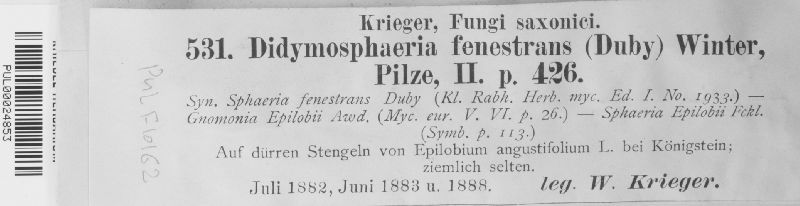 Krieger, Fungi saxonici.
531. Didymosphaeria fenestrans (Duby) Winter,
Pilze, II. p. 426.
Syn. Sphaeria fenestrans Duby (Kl. Rabh. Herb. myc. Ed. I. No. 1933.) —
Gnomonia Epilobii Awd. (Myc. eur. V. VI. p. 26.) — Sphaeria Epilobii Fckl.
(Symb. p. 113.)
Auf dürren Stengeln von Epilobium angustifolium L. bei Königstein;
ziemlich selten.
Juli 1882, Juni 1883 u. 1888. leg. W. Krieger.
PUL00024853
PUL F10162